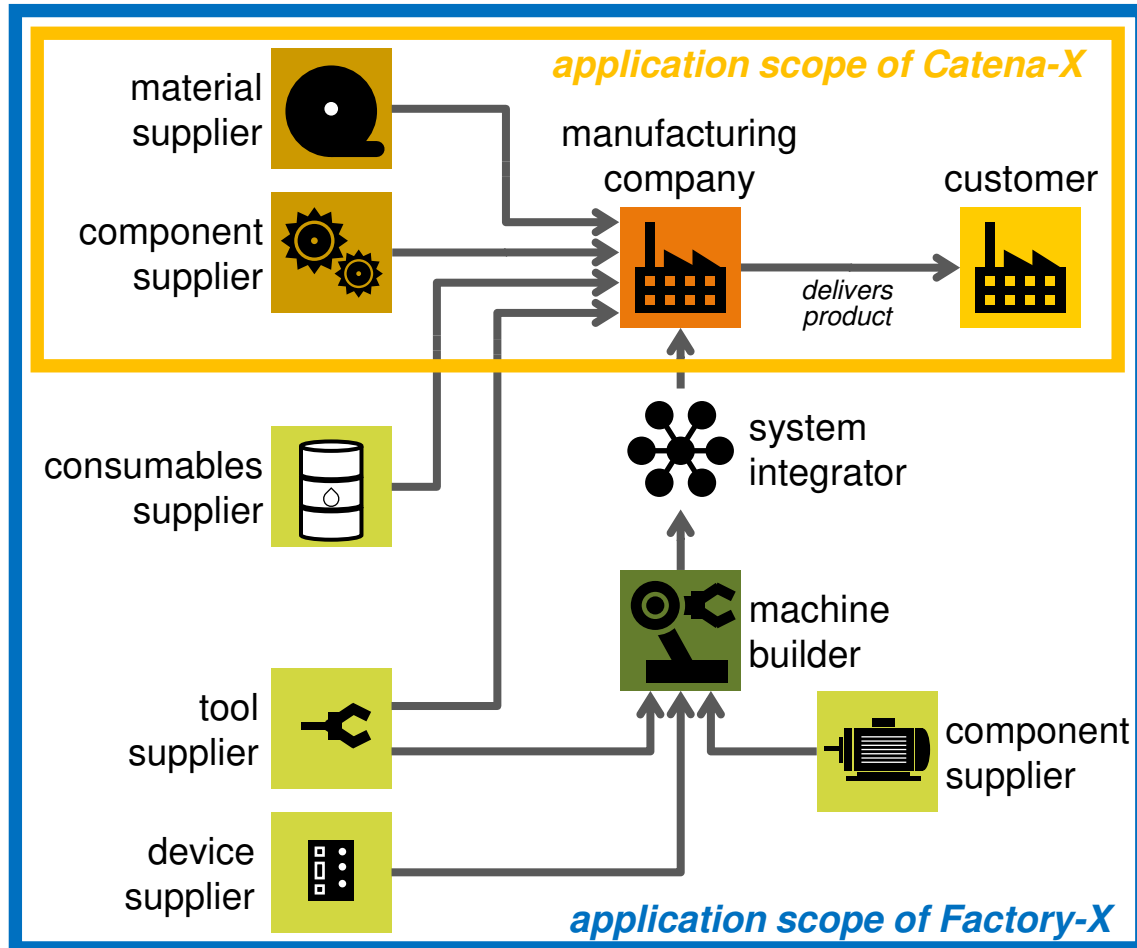 application scope of Catena-X
material
supplier
manufacturing
company
customer
component
supplier
delivers
product
consumables
supplier
system
integrator
machine
builder
tool
supplier
component
supplier
device
supplier
application scope of Factory-X